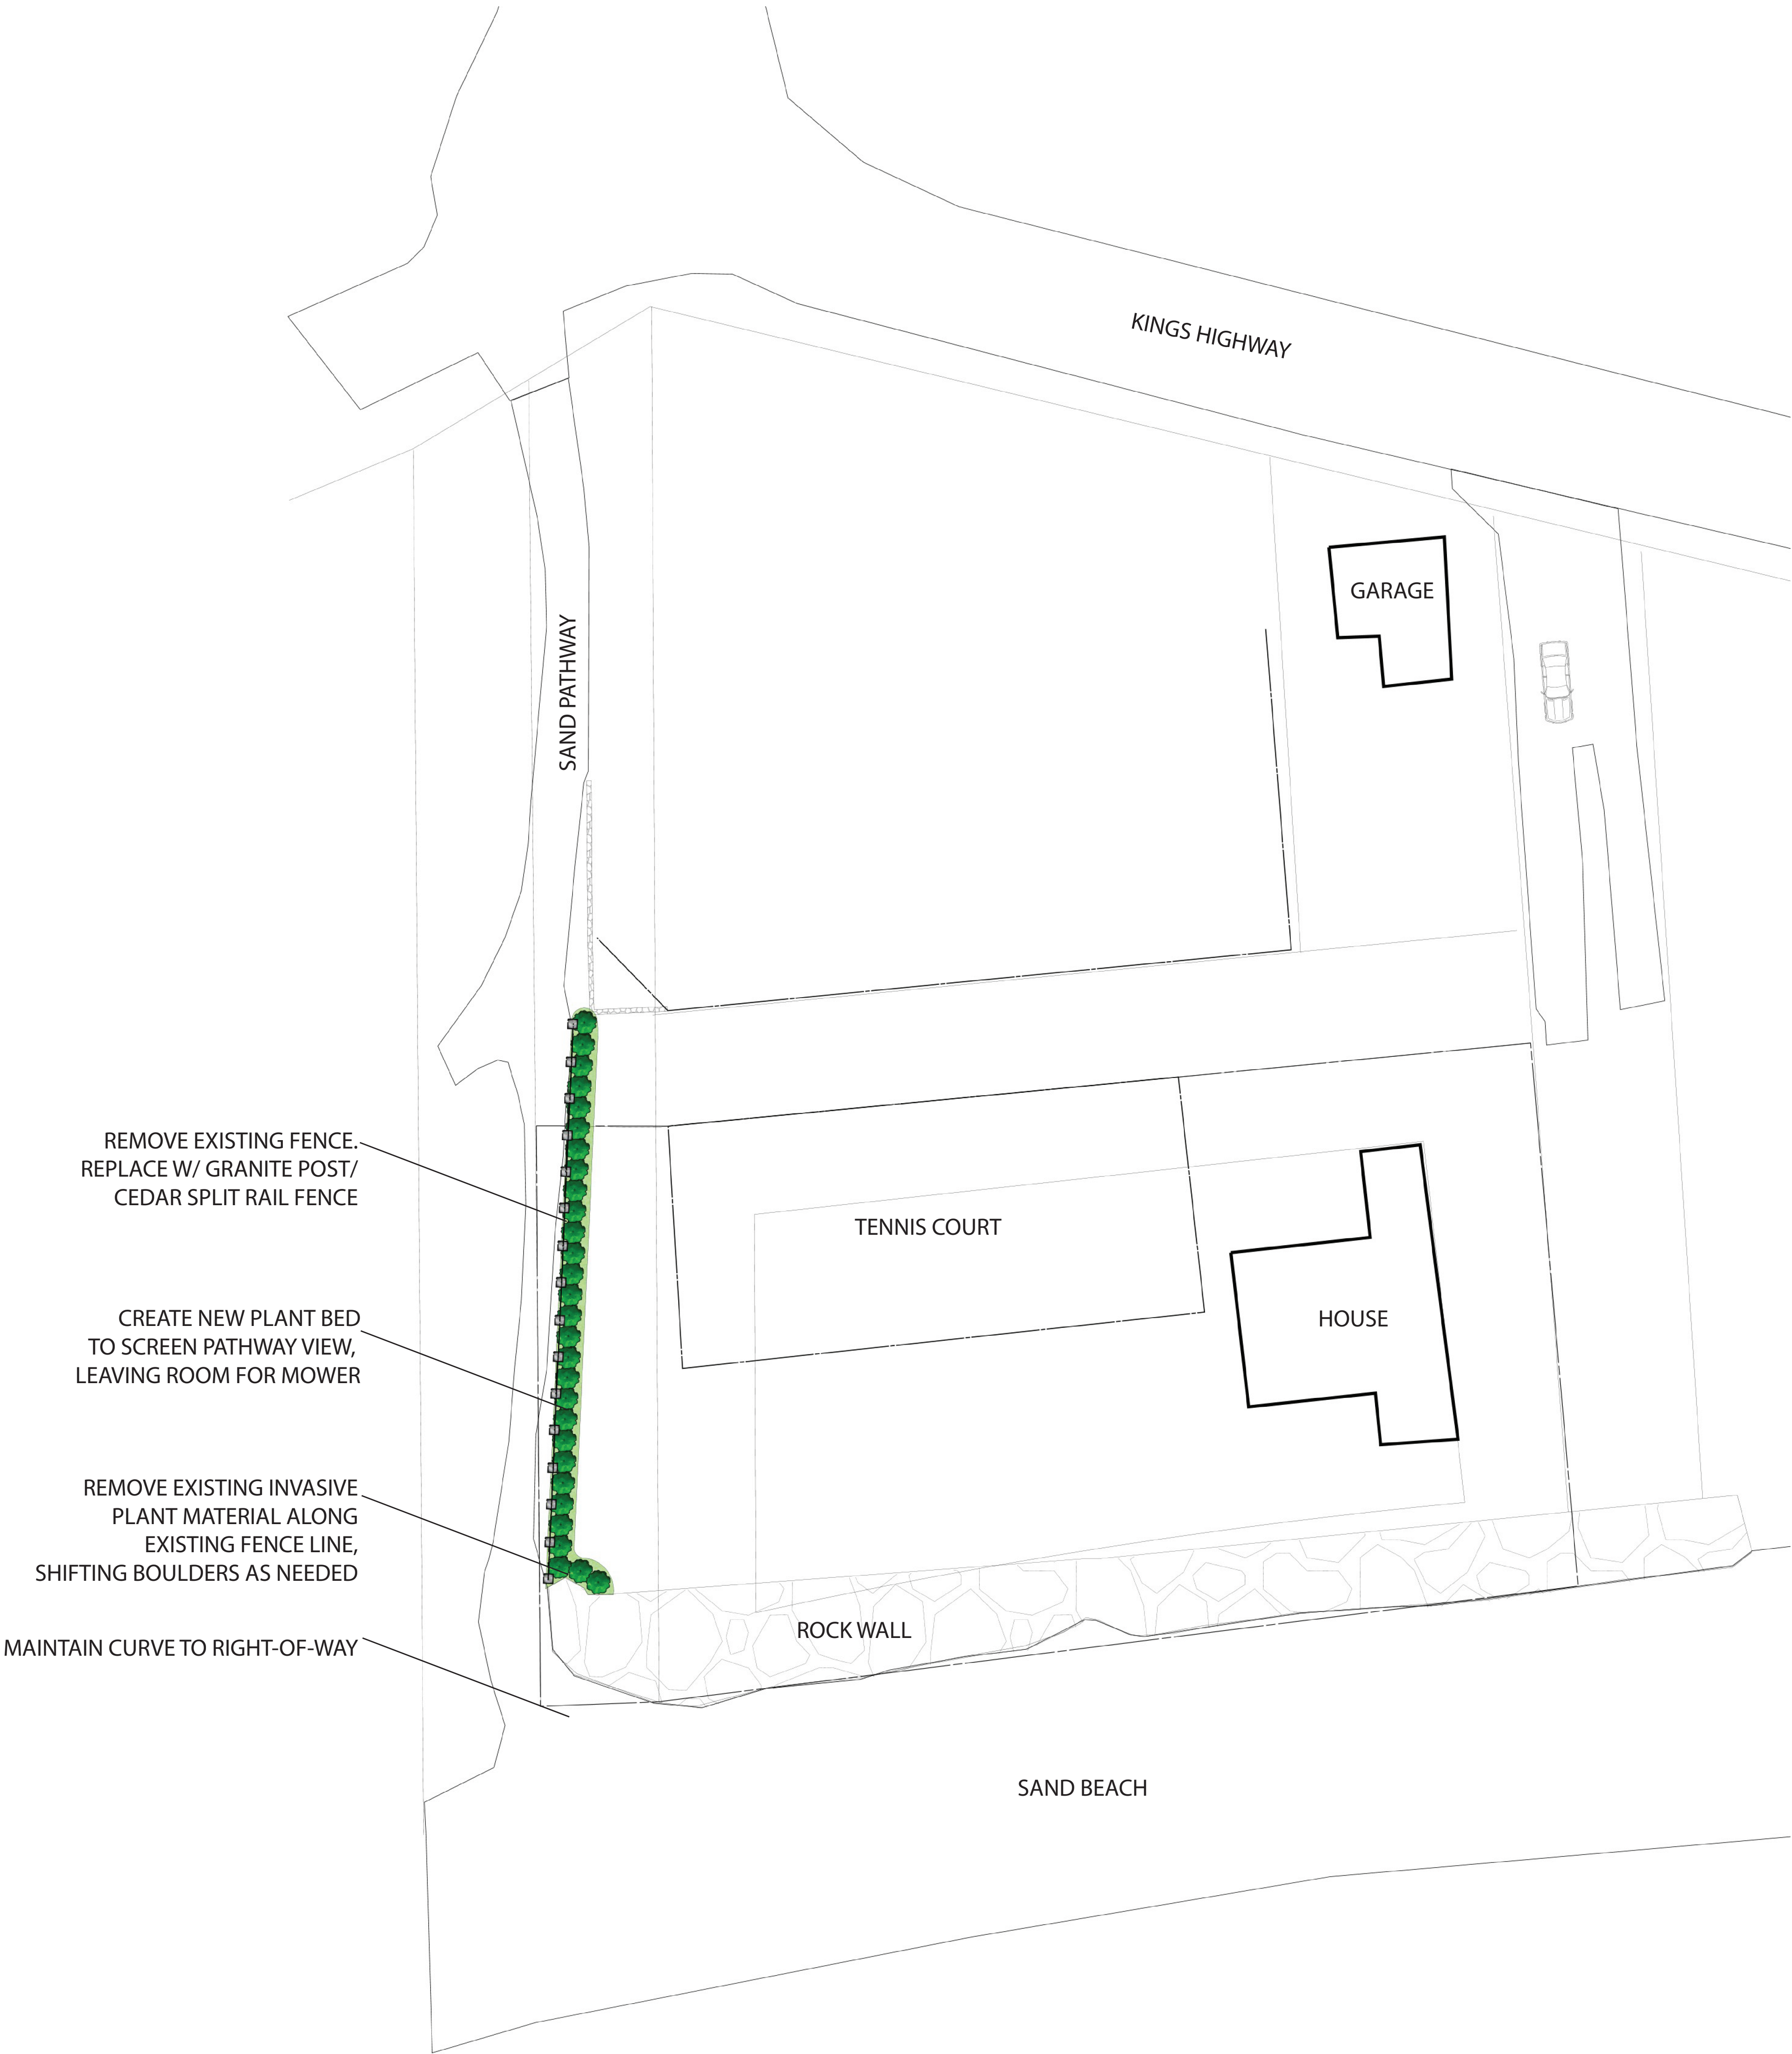 KINGS HIGHWAY
GARAGE
SAND PATHWAY
REMOVE EXISTING FENCE.
REPLACE W/ GRANITE POST/
CEDAR SPLIT RAIL FENCE
TENNIS COURT
HOUSE
CREATE NEW PLANT BED
TO SCREEN PATHWAY VIEW,
LEAVING ROOM FOR MOWER
REMOVE EXISTING INVASIVE
PLANT MATERIAL ALONG
EXISTING FENCE LINE,
SHIFTING BOULDERS AS NEEDED
ROCK WALL
MAINTAIN CURVE TO RIGHT-OF-WAY
SAND BEACH